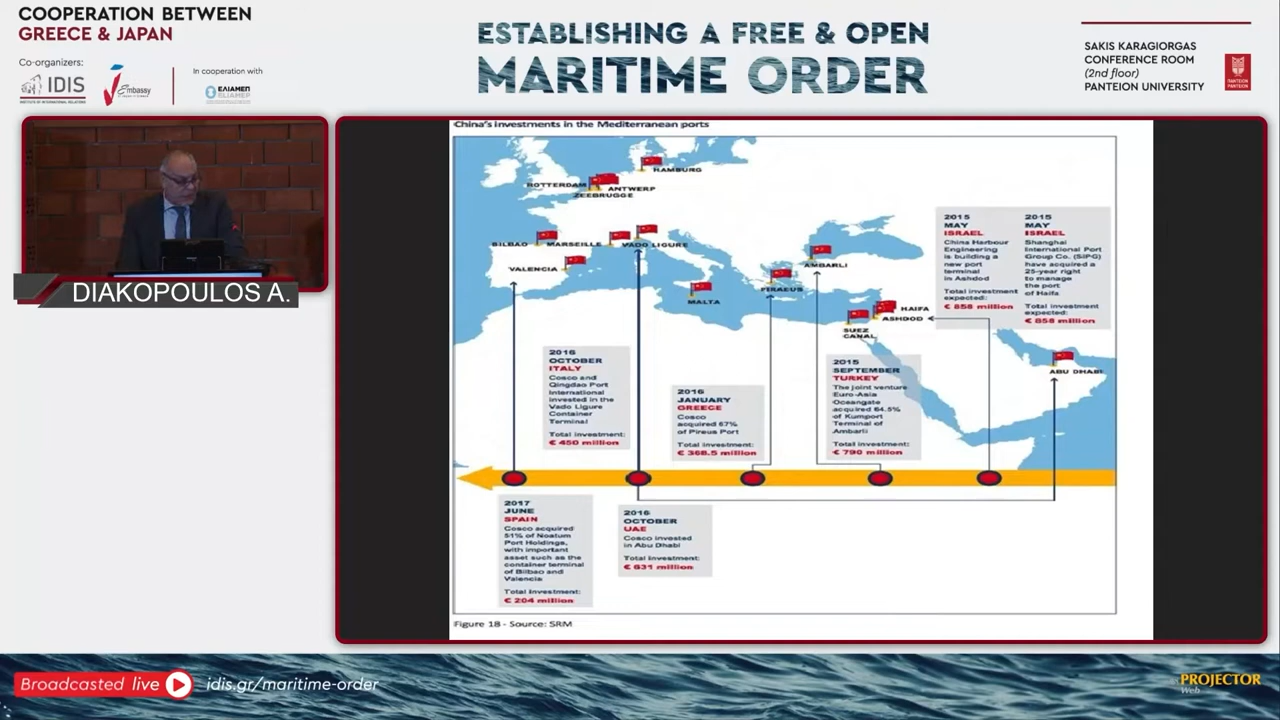 COOPERATION BETWEEN
GREECE & JAPAN
Co-organizers:
IDIS
INSTITUTE OF INTERNATIONAL RELATIONS
Embassy
In cooperation with
ΕΛΙΑΜΕΠ
ELIAMEP
ESTABLISHING A FREE & OPEN
MARITIME ORDER
SAKIS KARAGIORGAS
CONFERENCE ROOM
(2nd floor)
PANTEION UNIVERSITY
PANTEION
DIAKOPOULOS A.
China's investments in the Mediterranean ports
HAMBURG
ROTTERDAM
ANTWERP
ZEEBRUGGE
BILBAO
MARSEILLE
VADO LIGURE
VALENCIA
MALTA
AMBARLI
PIRAEUS
HAIFA
ASHDOD
SUEZ
CANAL
ABU DHABI
2015
MAY
ISRAEL
China Harbour
Engineering
is building a
new port
terminal
in Ashdod
Total investment
expected:
€ 858 million
2015
MAY
ISRAEL
Shanghai
International Port
Group Co. (SIPG)
have acquired a
25-year right
to manage
the port
of Haifa
Total investment
expected:
€ 858 million
2016
OCTOBER
ITALY
Cosco and
Qingdao Port
International
invested in the
Vado Ligure
Container
Terminal
Total investment:
€ 450 million
2016
JANUARY
GREECE
Cosco
acquired 67%
of Pireus Port
Total investment:
€ 368.5 million
2015
SEPTEMBER
TURKEY
The joint venture
Euro-Asia
Oceangate
acquired 64.5%
of Kumport
Terminal of
Ambarli
Total investment:
€ 790 million
2017
JUNE
SPAIN
Cosco acquired
51% of Noatum
Port Holdings,
with important
asset such as the
container terminal
of Bilbao and
Valencia
Total Investment:
€ 204 million
2016
OCTOBER
UAE
Cosco invested
in Abu Dhabi
Total investment:
€ 631 million
Figure 18 - Source: SRM
Broadcasted live
idis.gr/maritime-order
PROJECTOR
Web